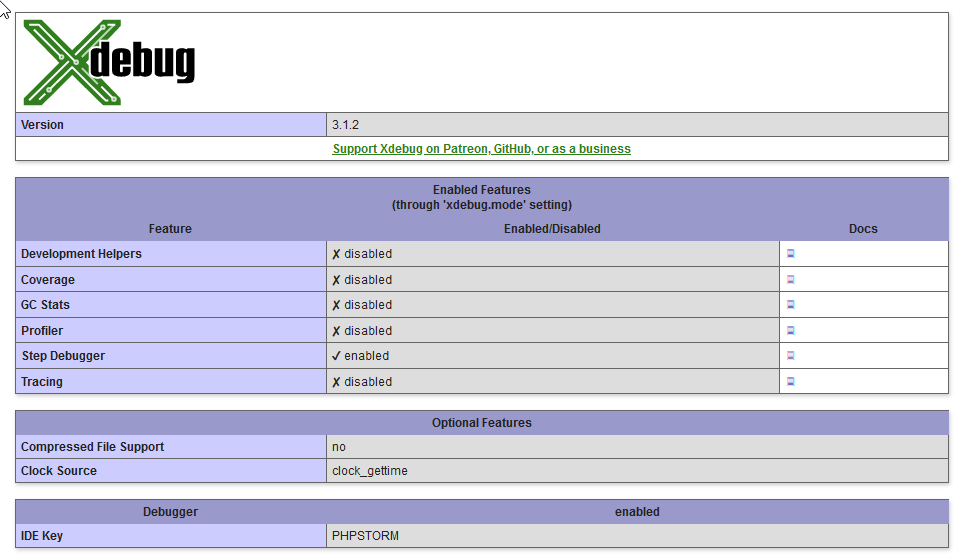 Xdebug
Version 3.1.2
Support Xdebug on Patreon, GitHub, or as a business
Enabled Features
(through 'xdebug.mode' setting)
Feature Enabled/Disabled Docs
Development Helpers ✗ disabled
Coverage ✗ disabled
GC Stats ✗ disabled
Profiler ✗ disabled
Step Debugger ✓ enabled
Tracing ✗ disabled
Optional Features
Compressed File Support no
Clock Source clock_gettime
Debugger enabled
IDE Key PHPSTORM